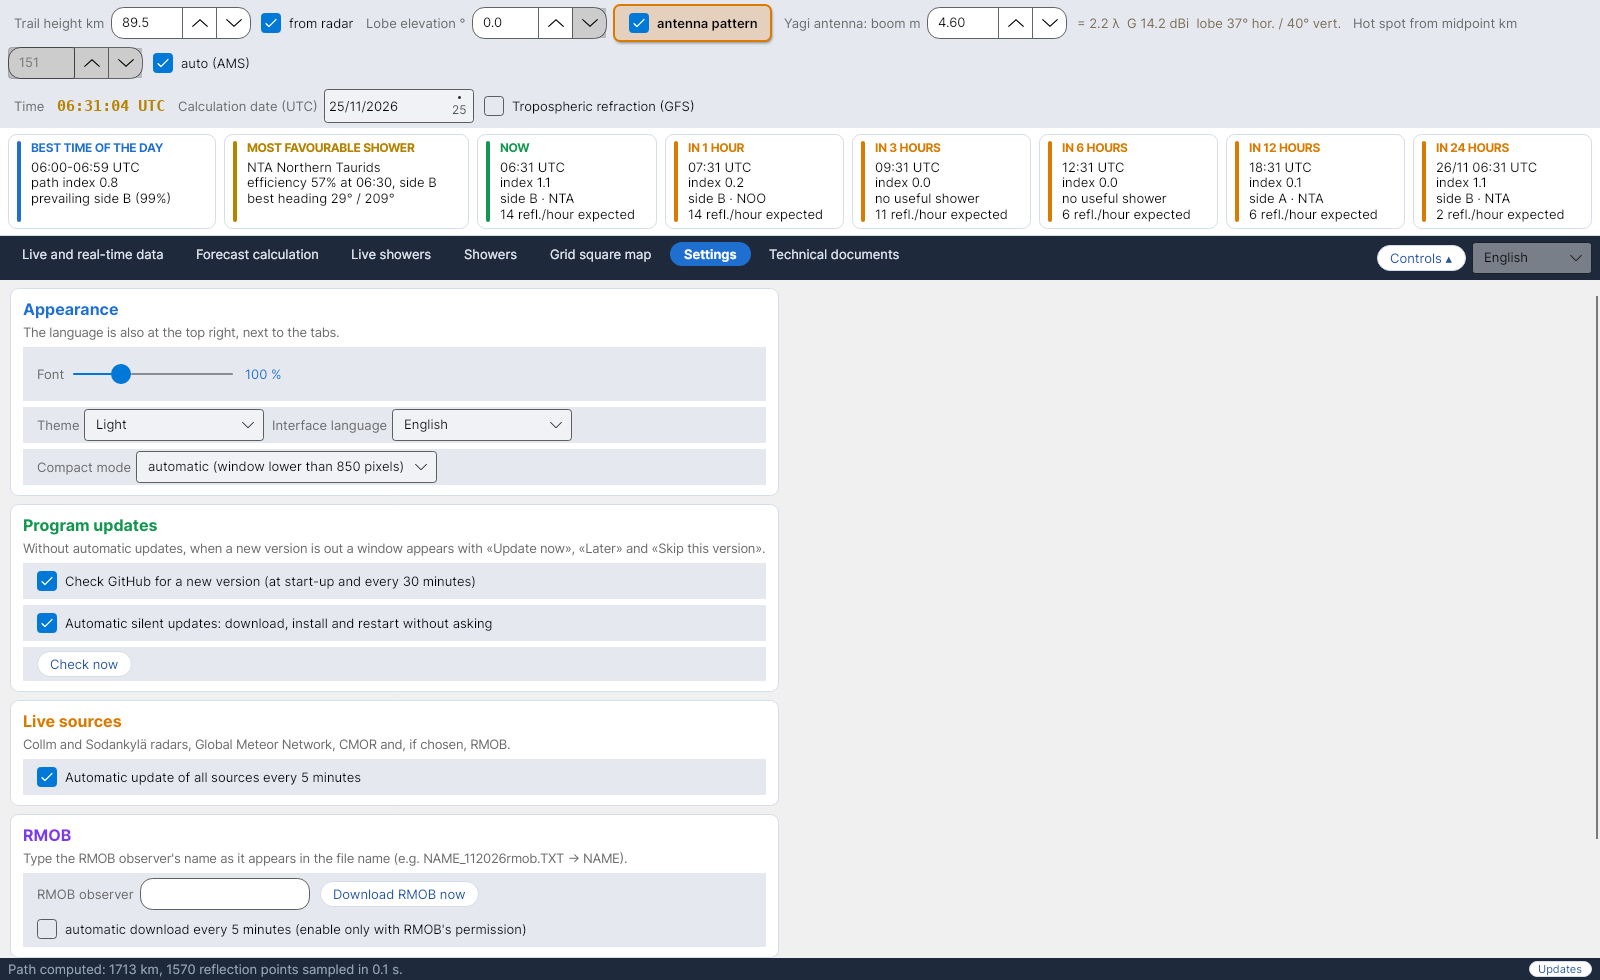 Trail height km 89.5 from radar Lobe elevation ° 0.0 antenna pattern Yagi antenna: boom m 4.60 = 2.2 λ G 14.2 dBi lobe 37° hor. / 40° vert. Hot spot from midpoint km
151 auto (AMS)
Time 06:31:04 UTC Calculation date (UTC) 25/11/2026 25 Tropospheric refraction (GFS)
BEST TIME OF THE DAY
06:00-06:59 UTC
path index 0.8
prevailing side B (99%)
MOST FAVOURABLE SHOWER
NTA Northern Taurids
efficiency 57% at 06:30, side B
best heading 29° / 209°
NOW
06:31 UTC
index 1.1
side B · NTA
14 refl./hour expected
IN 1 HOUR
07:31 UTC
index 0.2
side B · NOO
14 refl./hour expected
IN 3 HOURS
09:31 UTC
index 0.0
no useful shower
11 refl./hour expected
IN 6 HOURS
12:31 UTC
index 0.0
no useful shower
6 refl./hour expected
IN 12 HOURS
18:31 UTC
index 0.1
side A · NTA
6 refl./hour expected
IN 24 HOURS
26/11 06:31 UTC
index 1.1
side B · NTA
2 refl./hour expected
Live and real-time data Forecast calculation Live showers Showers Grid square map Settings Technical documents Controls ▴ English
Appearance
The language is also at the top right, next to the tabs.
Font 100 %
Theme Light Interface language English
Compact mode automatic (window lower than 850 pixels)
Program updates
Without automatic updates, when a new version is out a window appears with «Update now», «Later» and «Skip this version».
Check GitHub for a new version (at start-up and every 30 minutes)
Automatic silent updates: download, install and restart without asking
Check now
Live sources
Collm and Sodankylä radars, Global Meteor Network, CMOR and, if chosen, RMOB.
Automatic update of all sources every 5 minutes
RMOB
Type the RMOB observer's name as it appears in the file name (e.g. NAME_112026rmob.TXT → NAME).
RMOB observer Download RMOB now
automatic download every 5 minutes (enable only with RMOB's permission)
Path computed: 1713 km, 1570 reflection points sampled in 0.1 s. Updates